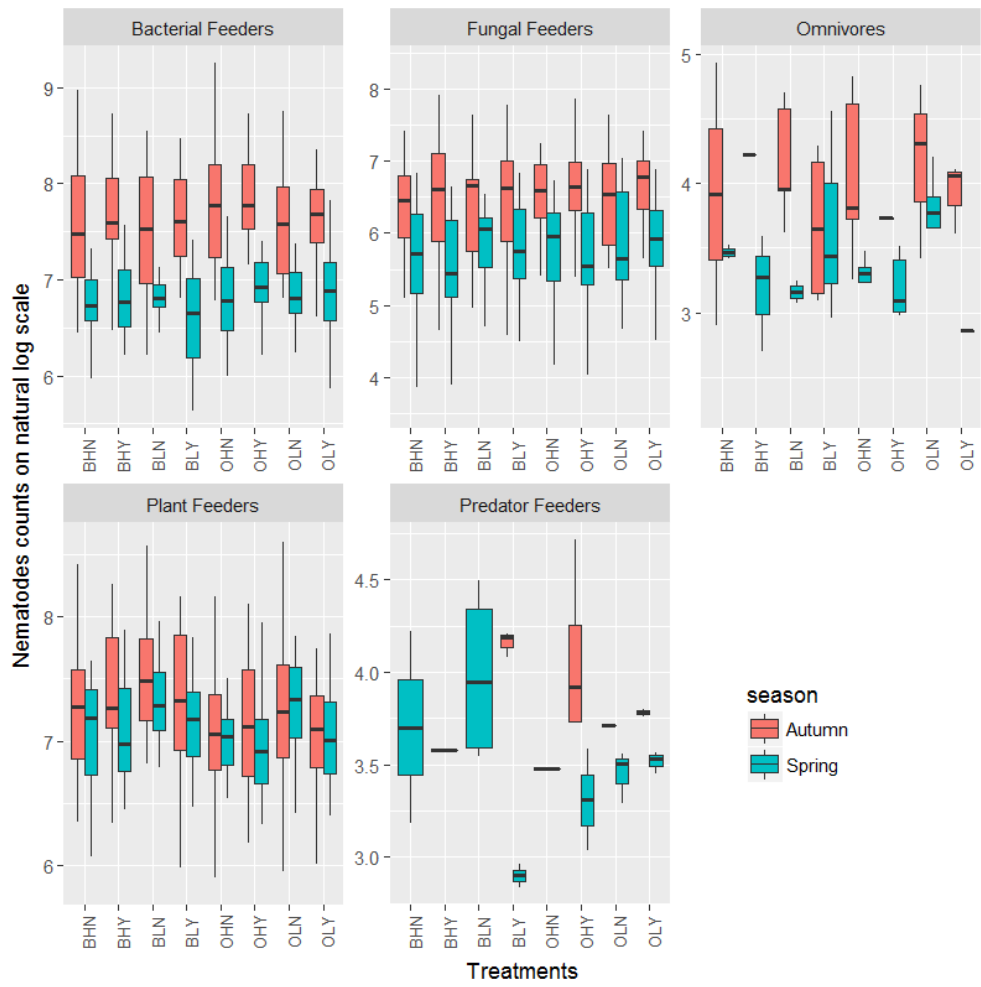 Bacterial Feeders
Fungal Feeders
Omnivores
9
8
7
6
8
7
6
5
4
5
4
3
BHN
BHY
BLN
BLY
OHN
OHY
OLN
OLY
BHN
BHY
BLN
BLY
OHN
OHY
OLN
OLY
BHN
BHY
BLN
BLY
OHN
OHY
OLN
OLY
Nematodes counts on natural log scale
Plant Feeders
Predator Feeders
8
7
6
4.5
4.0
3.5
3.0
BHN
BHY
BLN
BLY
OHN
OHY
OLN
OLY
BHN
BHY
BLN
BLY
OHN
OHY
OLN
OLY
season
Autumn
Spring
Treatments